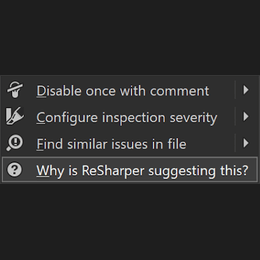 Disable once with comment
Configure inspection severity
Find similar issues in file
Why is ReSharper suggesting this?